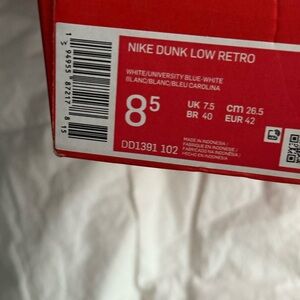 NIKE DUNK LOW RETRO
WHITE/UNIVERSITY BLUE-WHITE
BLANC/BLANC/BLEU CAROLINA
8.5
UK 7.5
BR 40
cm 26.5
EUR 42
DD1391 102
MADE IN INDONESIA /
FABRIQUÉ EN INDONÉSIE /
HECHO EN INDONESIA